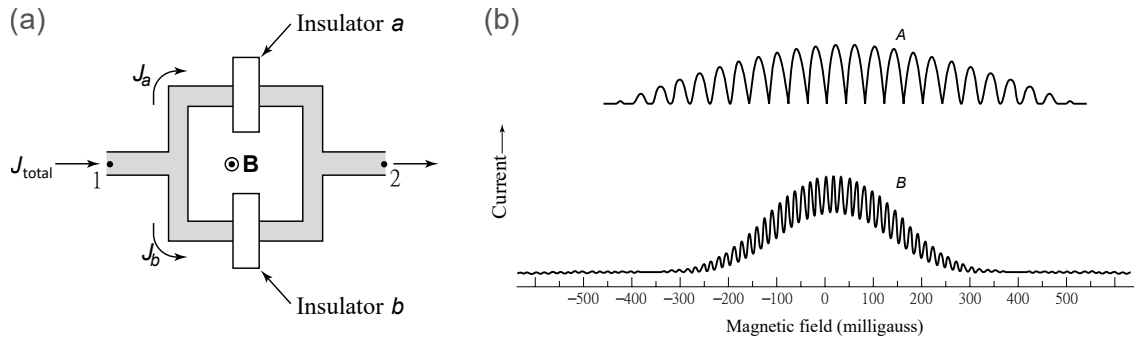 (a)
Insulator a
Jₐ
J_total
1
B
2
J_b
Insulator b
(b)
A
B
Current
−500 −400 −300 −200 −100 0 100 200 300 400 500
Magnetic field (milligauss)